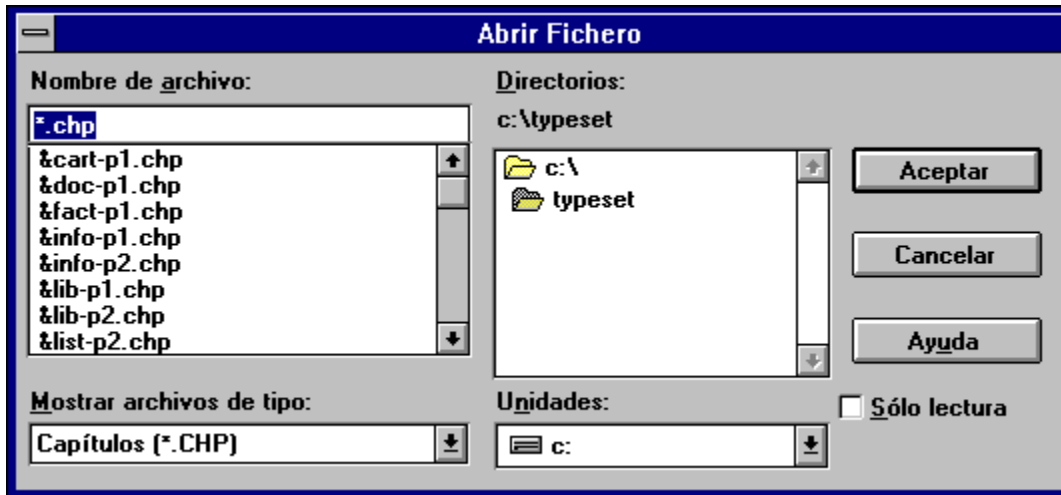 Abrir Fichero
Nombre de archivo:
*.chp
&cart-p1.chp
&doc-p1.chp
&fact-p1.chp
&info-p1.chp
&info-p2.chp
&lib-p1.chp
&lib-p2.chp
&list-p2.chp
Mostrar archivos de tipo:
Capítulos (*.CHP)
Directorios:
c:\typeset
c:\
typeset
Unidades:
c:
Aceptar
Cancelar
Ayuda
Sólo lectura